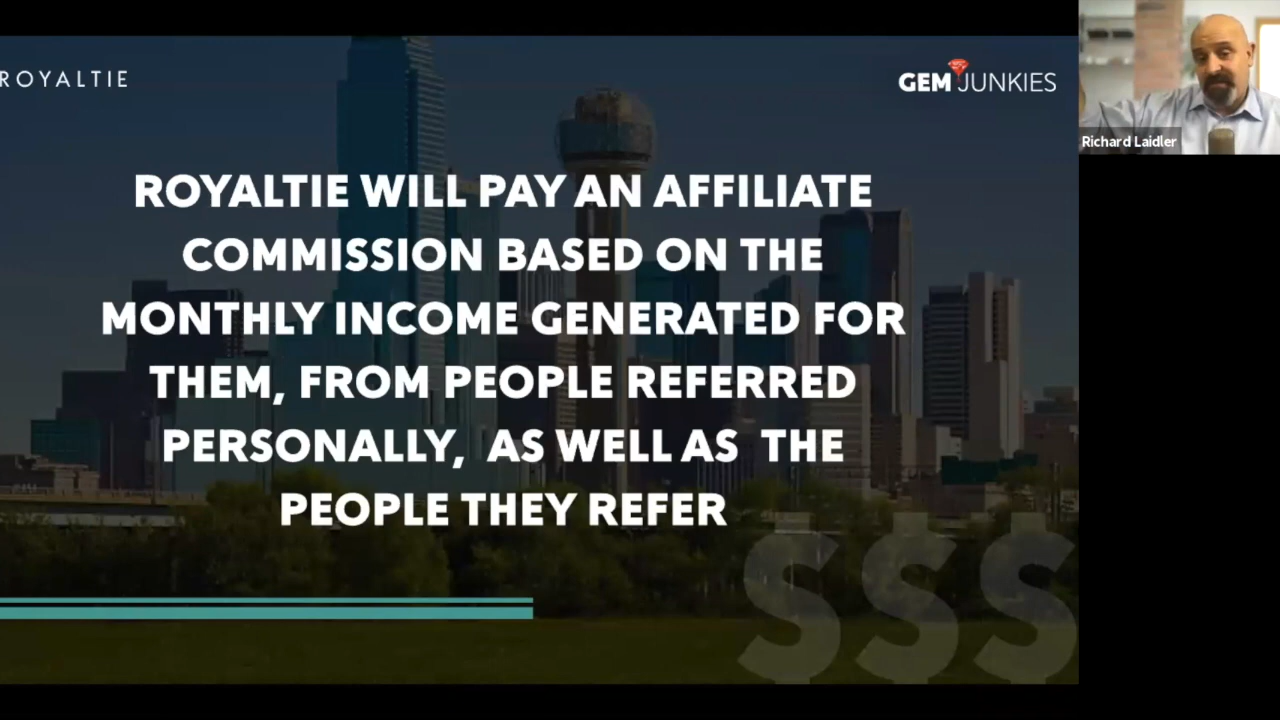 ROYALTIE
GEM JUNKIES
Richard Laidler
ROYALTIE WILL PAY AN AFFILIATE
COMMISSION BASED ON THE
MONTHLY INCOME GENERATED FOR
THEM, FROM PEOPLE REFERRED
PERSONALLY, AS WELL AS THE
PEOPLE THEY REFER
$$$